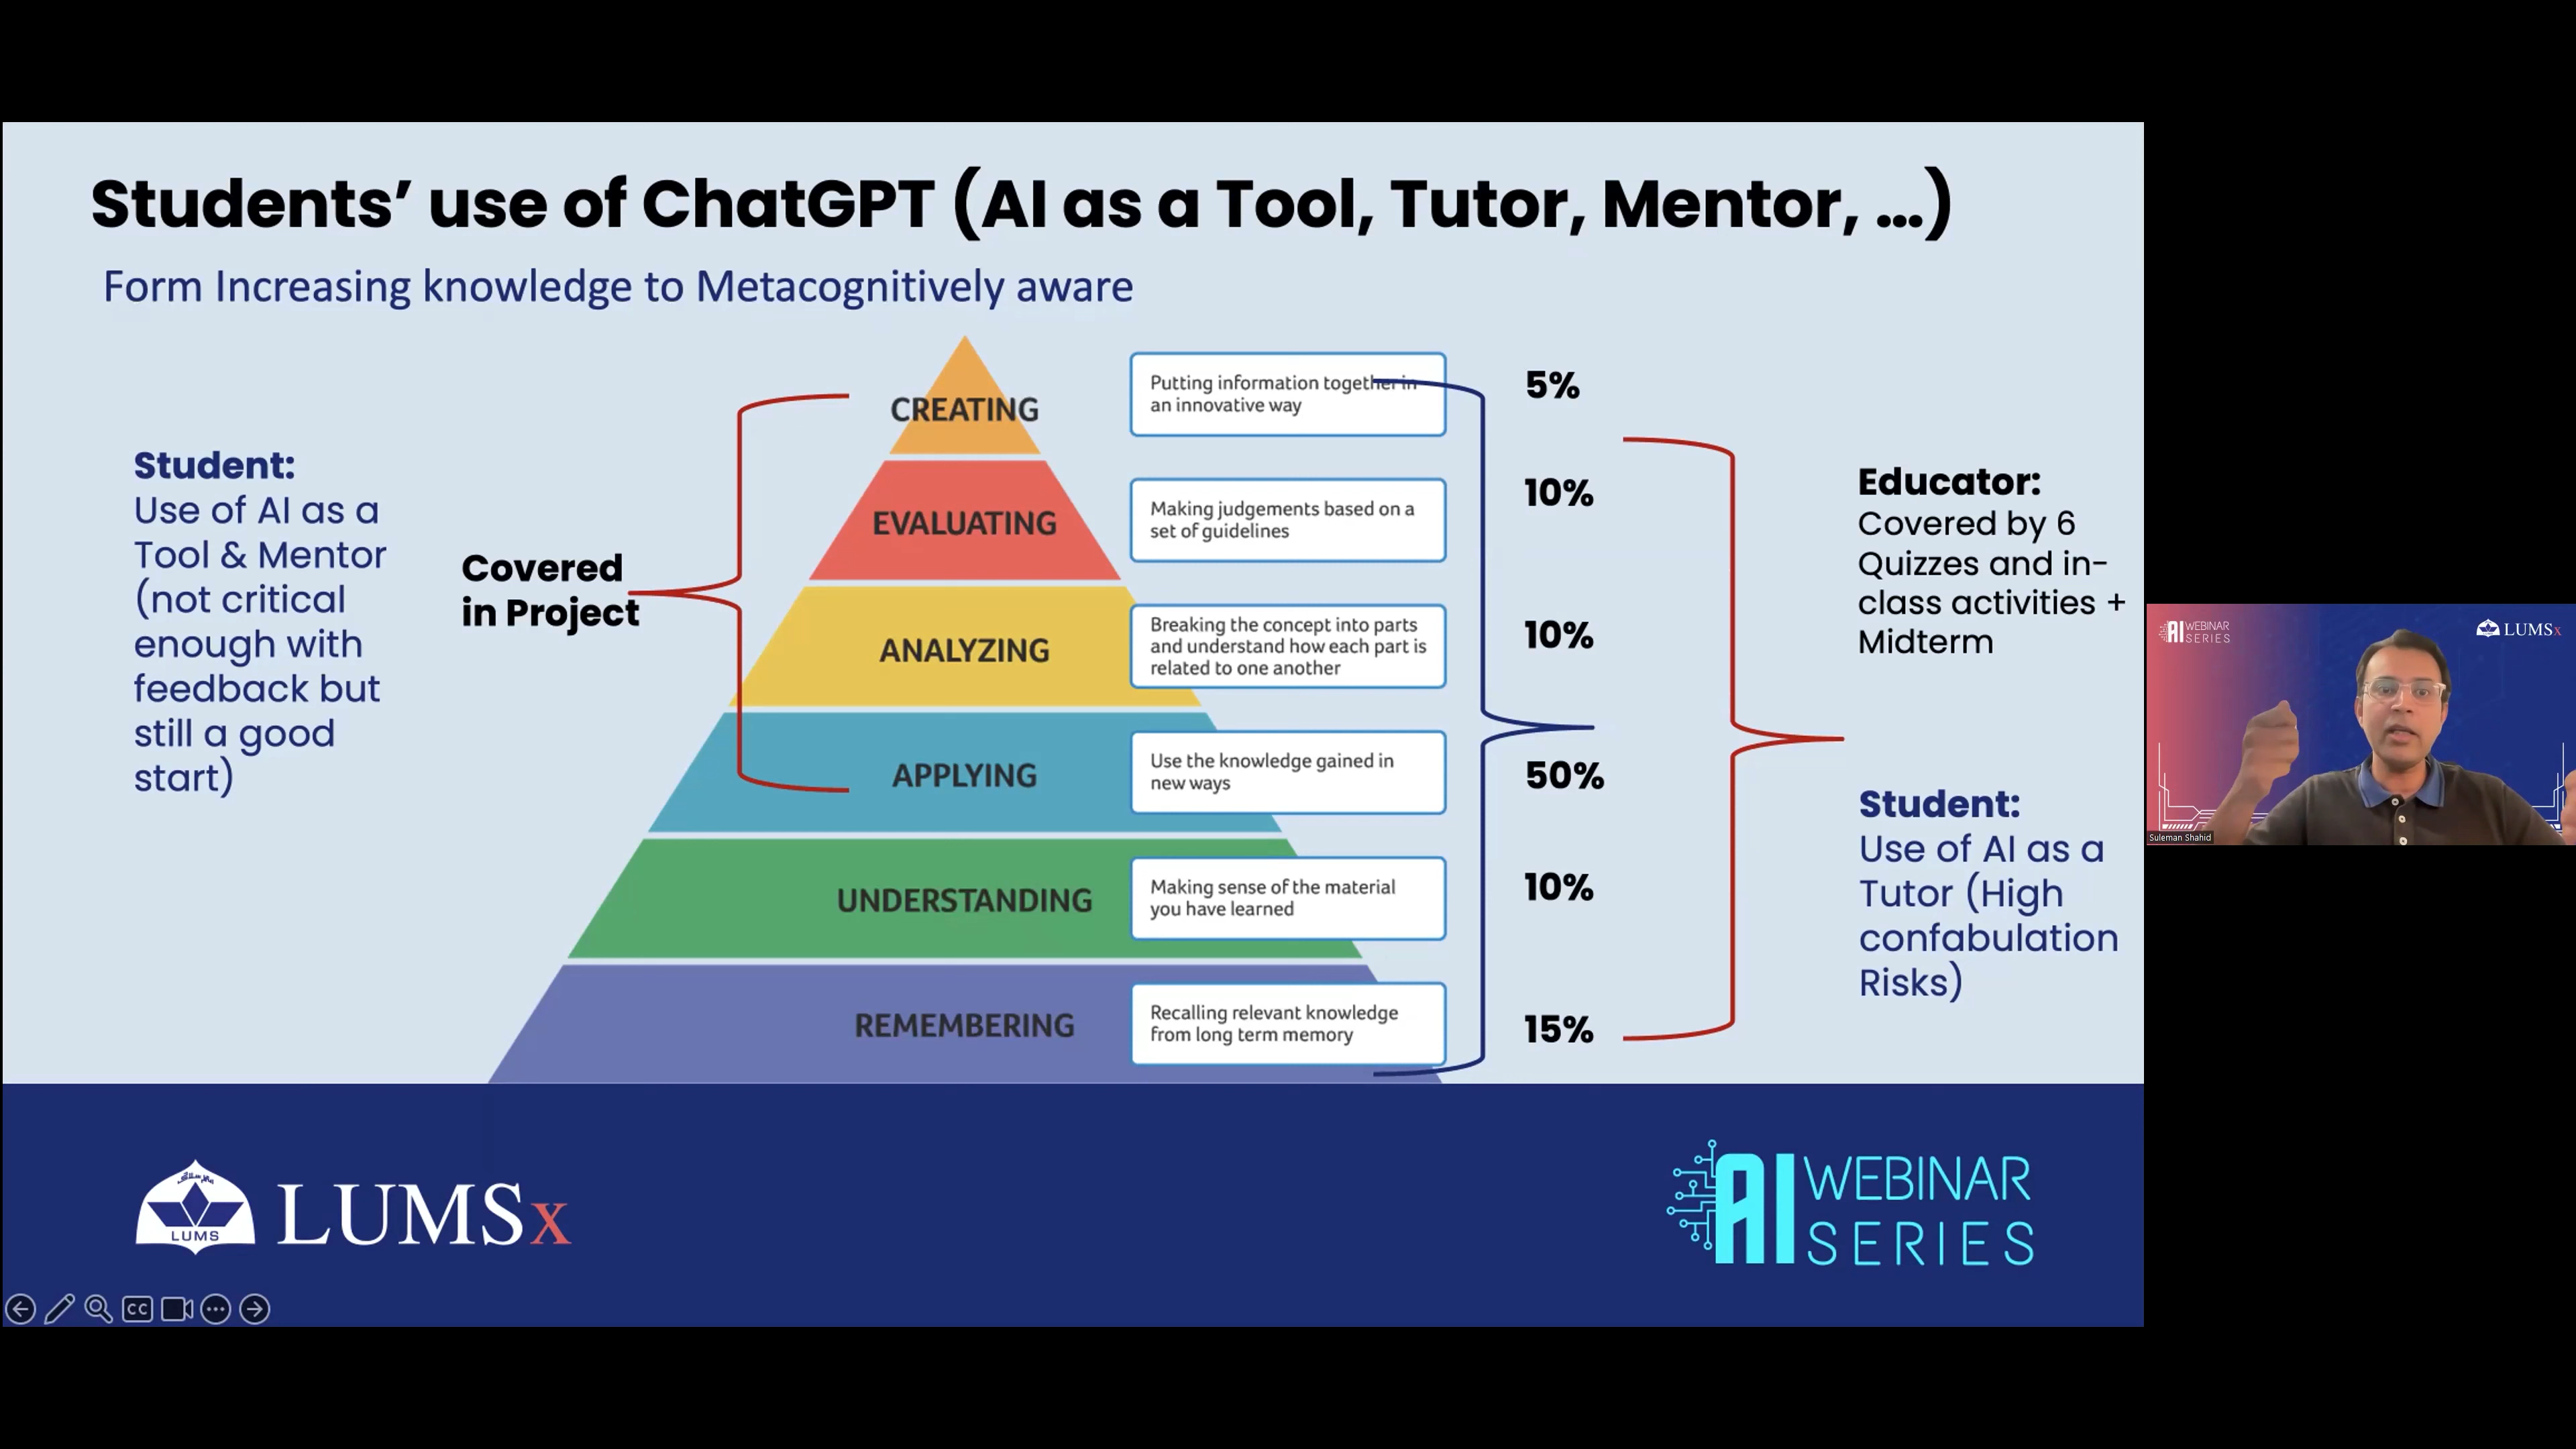 Students’ use of ChatGPT (AI as a Tool, Tutor, Mentor, …)
Form Increasing knowledge to Metacognitively aware
Student:
Use of AI as a
Tool & Mentor
(not critical
enough with
feedback but
still a good
start)
Covered
in Project
CREATING
Putting information together in
an innovative way
5%
EVALUATING
Making judgements based on a
set of guidelines
10%
ANALYZING
Breaking the concept into parts
and understand how each part is
related to one another
10%
APPLYING
Use the knowledge gained in
new ways
50%
UNDERSTANDING
Making sense of the material
you have learned
10%
REMEMBERING
Recalling relevant knowledge
from long term memory
15%
Educator:
Covered by 6
Quizzes and in-
class activities +
Midterm
Student:
Use of AI as a
Tutor (High
confabulation
Risks)
LUMS
LUMSx
AI WEBINAR
SERIES
CC
AI WEBINAR
SERIES
LUMSx
Suleman Shahid